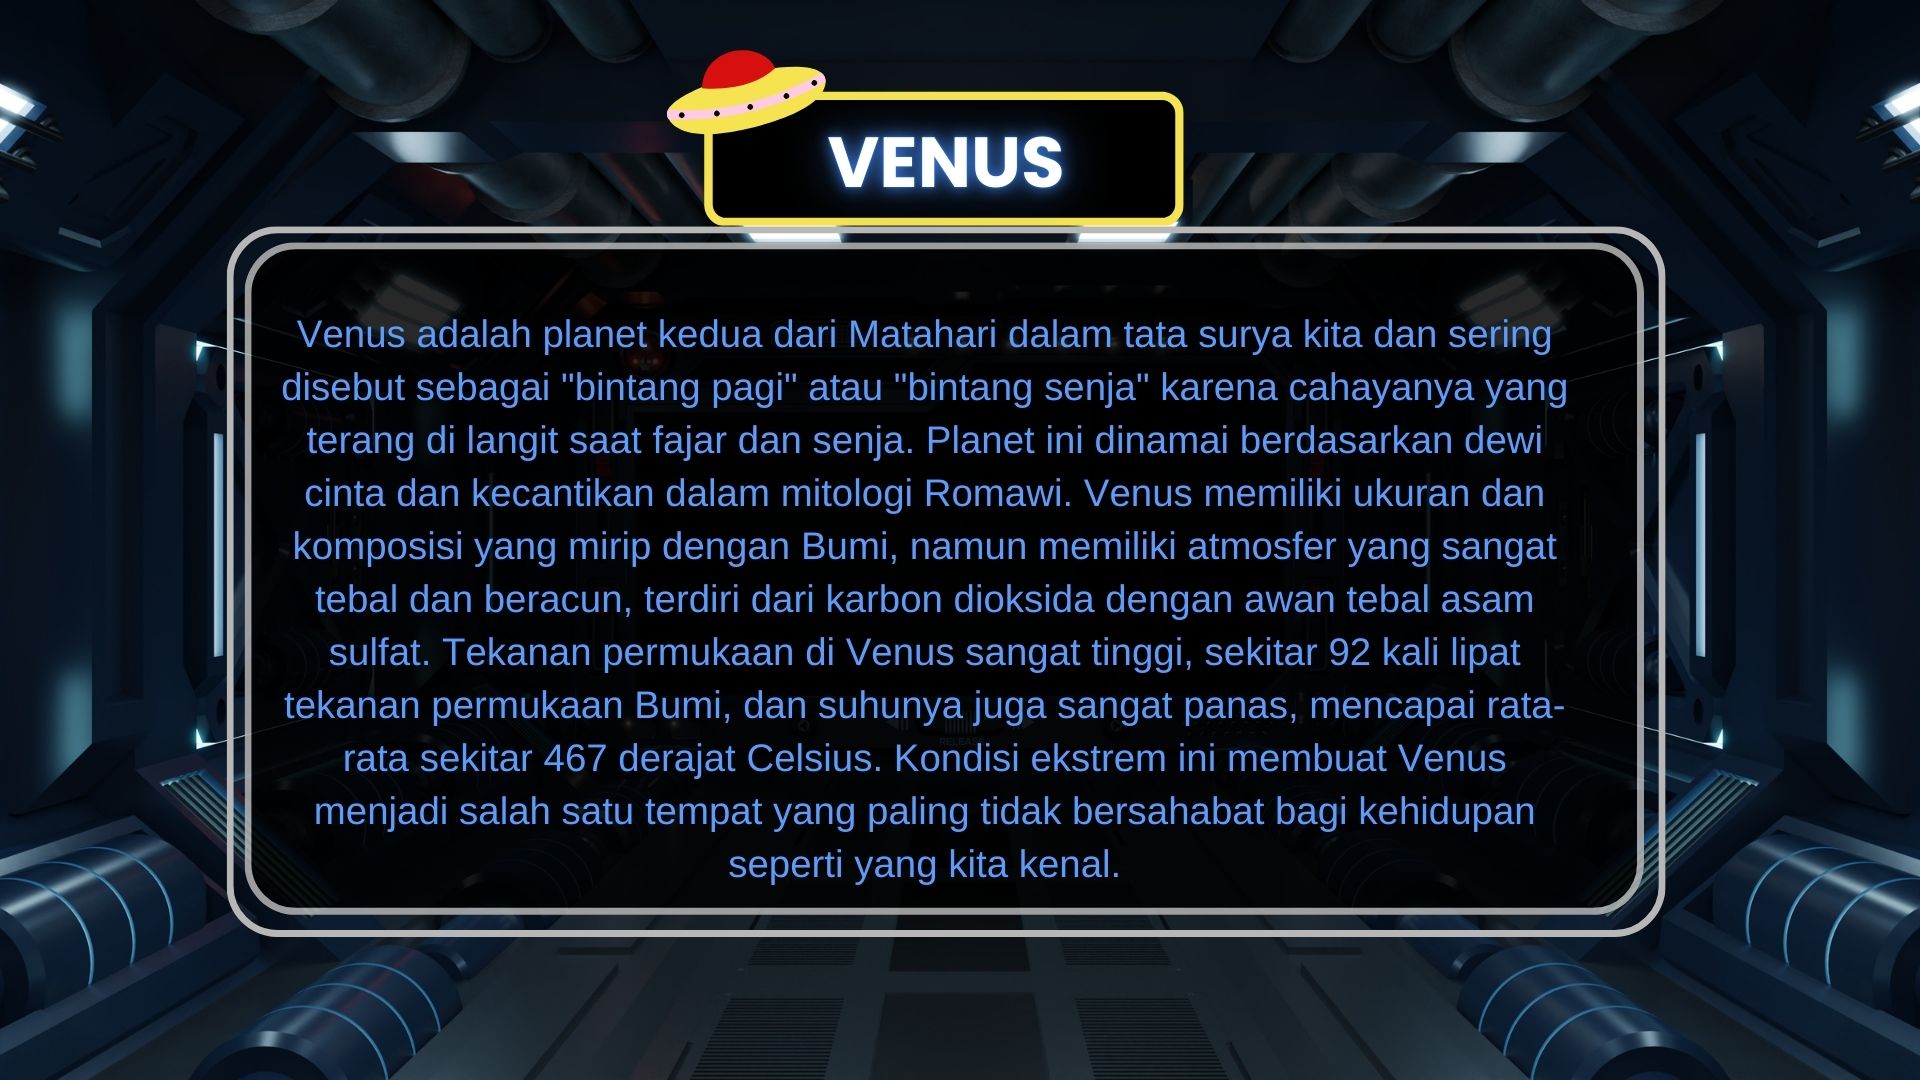 VENUS
Venus adalah planet kedua dari Matahari dalam tata surya kita dan sering
disebut sebagai "bintang pagi" atau "bintang senja" karena cahayanya yang
terang di langit saat fajar dan senja. Planet ini dinamai berdasarkan dewi
cinta dan kecantikan dalam mitologi Romawi. Venus memiliki ukuran dan
komposisi yang mirip dengan Bumi, namun memiliki atmosfer yang sangat
tebal dan beracun, terdiri dari karbon dioksida dengan awan tebal asam
sulfat. Tekanan permukaan di Venus sangat tinggi, sekitar 92 kali lipat
tekanan permukaan Bumi, dan suhunya juga sangat panas, mencapai rata-
rata sekitar 467 derajat Celsius. Kondisi ekstrem ini membuat Venus
menjadi salah satu tempat yang paling tidak bersahabat bagi kehidupan
seperti yang kita kenal.